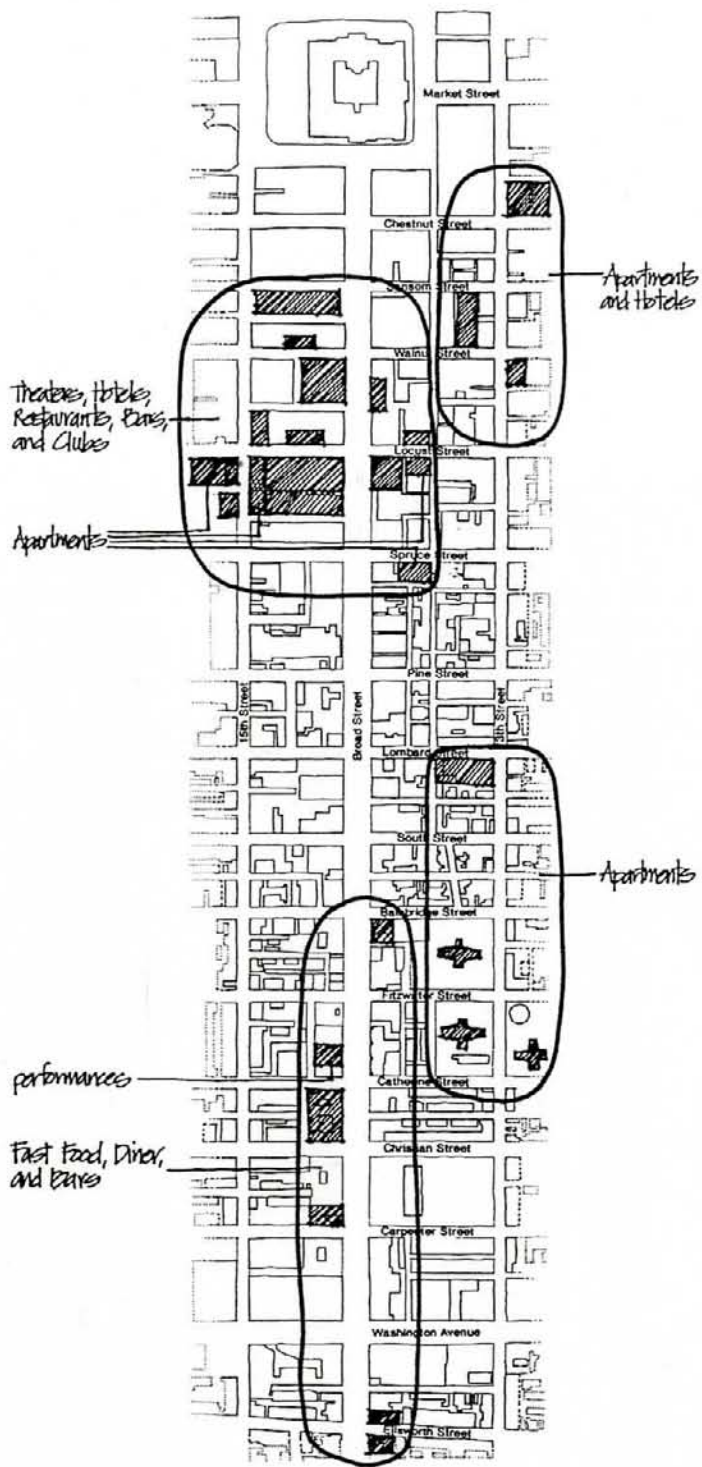 Market Street
Chestnut Street
Sansom Street
Apartments
and Hotels
Walnut Street
Theaters, Hotels,
Restaurants, Bars,
and Clubs
Locust Street
Apartments
Spruce Street
Pine Street
15th Street
Broad Street
13th Street
Lombard Street
South Street
Apartments
Bainbridge Street
Fitzwater Street
performances
Catherine Street
Christian Street
Fast Food, Diner,
and Bars
Carpenter Street
Washington Avenue
Ellsworth Street